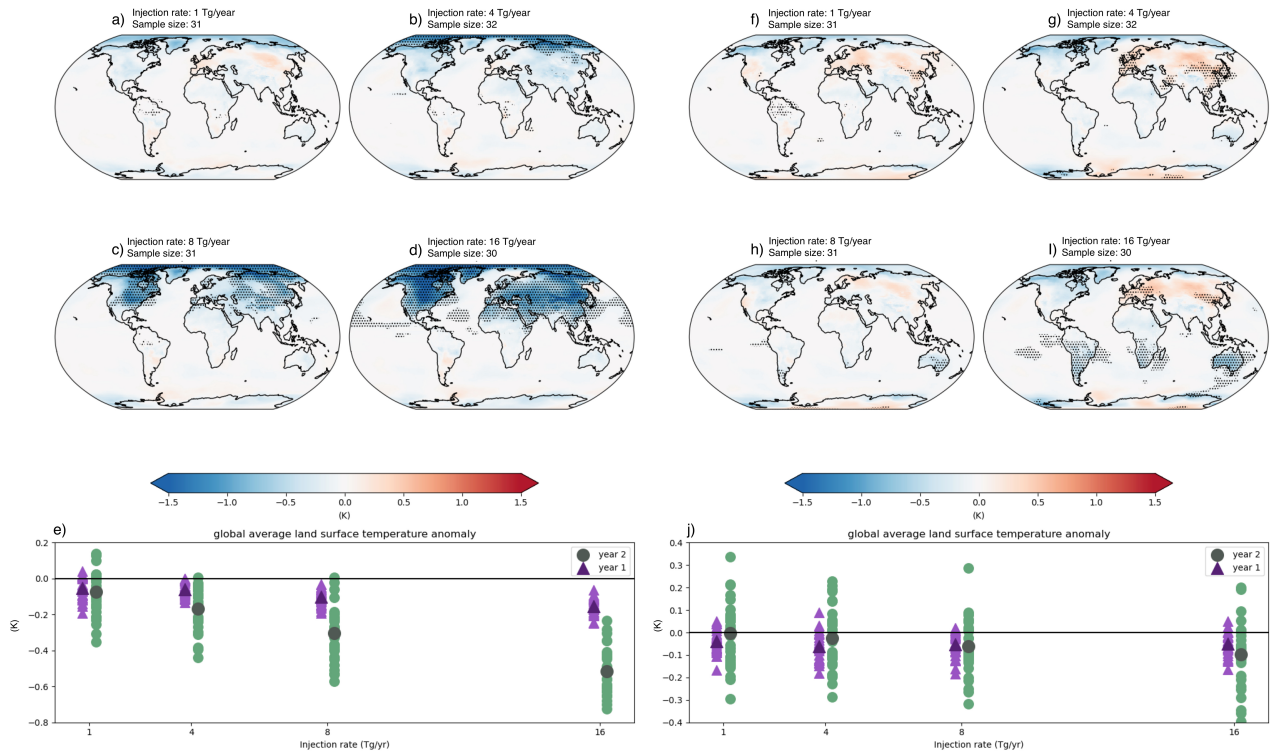 a) Injection rate: 1 Tg/year
Sample size: 31
b) Injection rate: 4 Tg/year
Sample size: 32
f) Injection rate: 1 Tg/year
Sample size: 31
g) Injection rate: 4 Tg/year
Sample size: 32
c) Injection rate: 8 Tg/year
Sample size: 31
d) Injection rate: 16 Tg/year
Sample size: 30
h) Injection rate: 8 Tg/year
Sample size: 31
I) Injection rate: 16 Tg/year
Sample size: 30
−1.5 −1.0 −0.5 0.0 0.5 1.0 1.5
(K)
−1.5 −1.0 −0.5 0.0 0.5 1.0 1.5
(K)
e)
global average land surface temperature anomaly
year 2
year 1
0.2
0.0
−0.2
−0.4
−0.6
−0.8
(K)
1 4 8 16
Injection rate (Tg/yr)
j)
global average land surface temperature anomaly
year 2
year 1
0.4
0.3
0.2
0.1
0.0
−0.1
−0.2
−0.3
−0.4
(K)
1 4 8 16
Injection rate (Tg/yr)